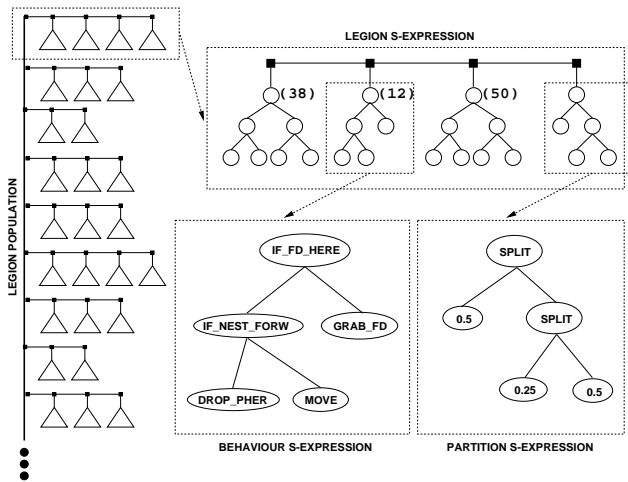 LEGION S-EXPRESSION
(38)
(12)
(50)
LEGION POPULATION
IF_FD_HERE
IF_NEST_FORW
GRAB_FD
DROP_PHER
MOVE
BEHAVIOUR S-EXPRESSION
SPLIT
0.5
SPLIT
0.25
0.5
PARTITION S-EXPRESSION